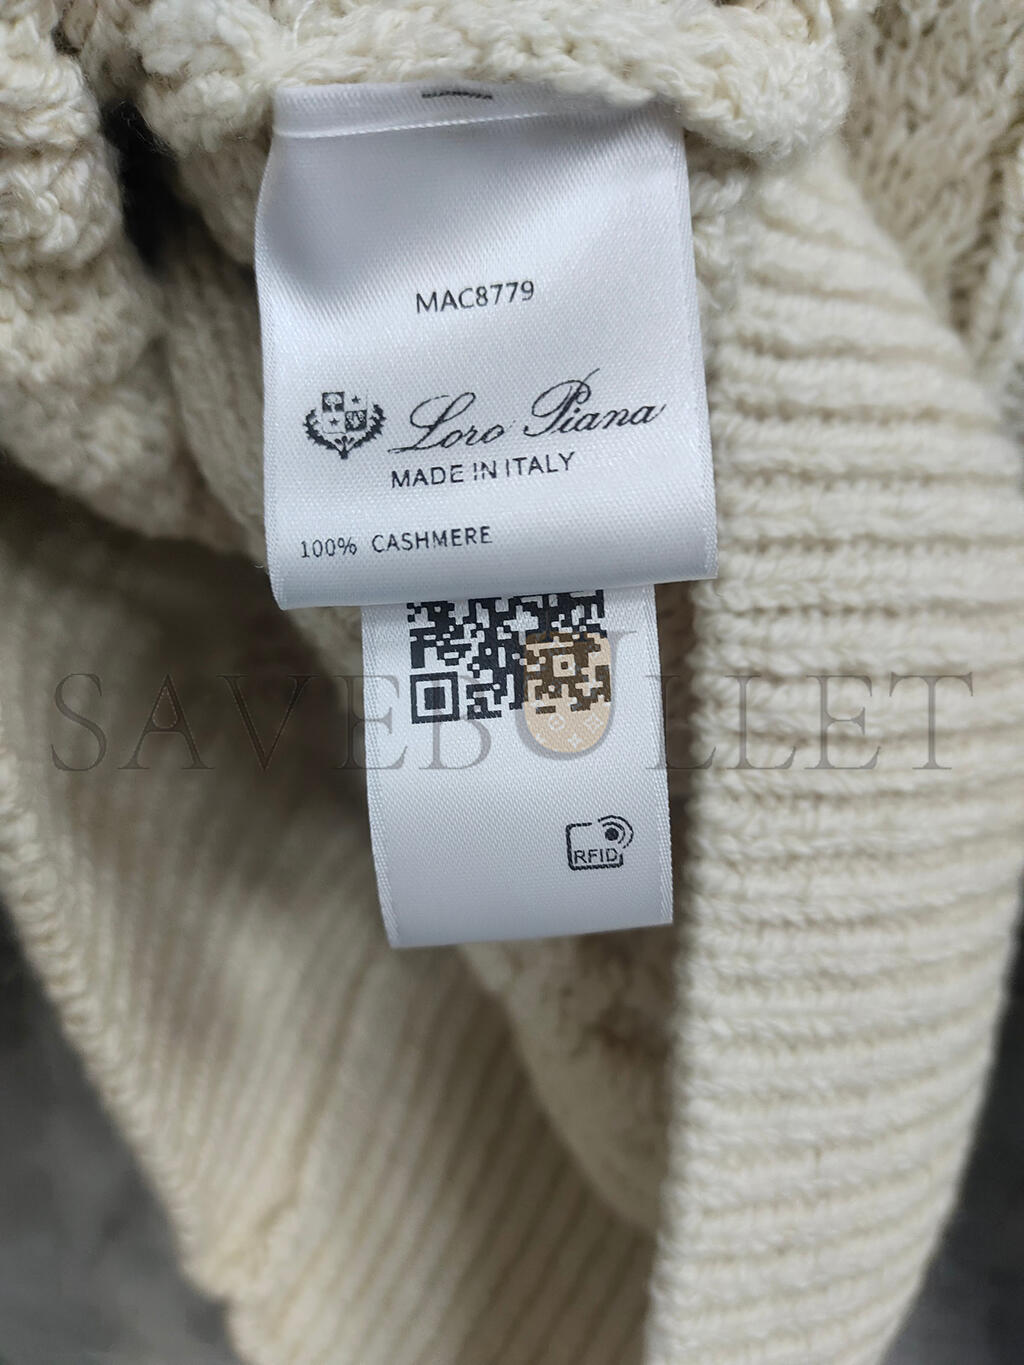 MAC8779
Loro Piana
MADE IN ITALY
100% CASHMERE
SAVEBULLET
RFID